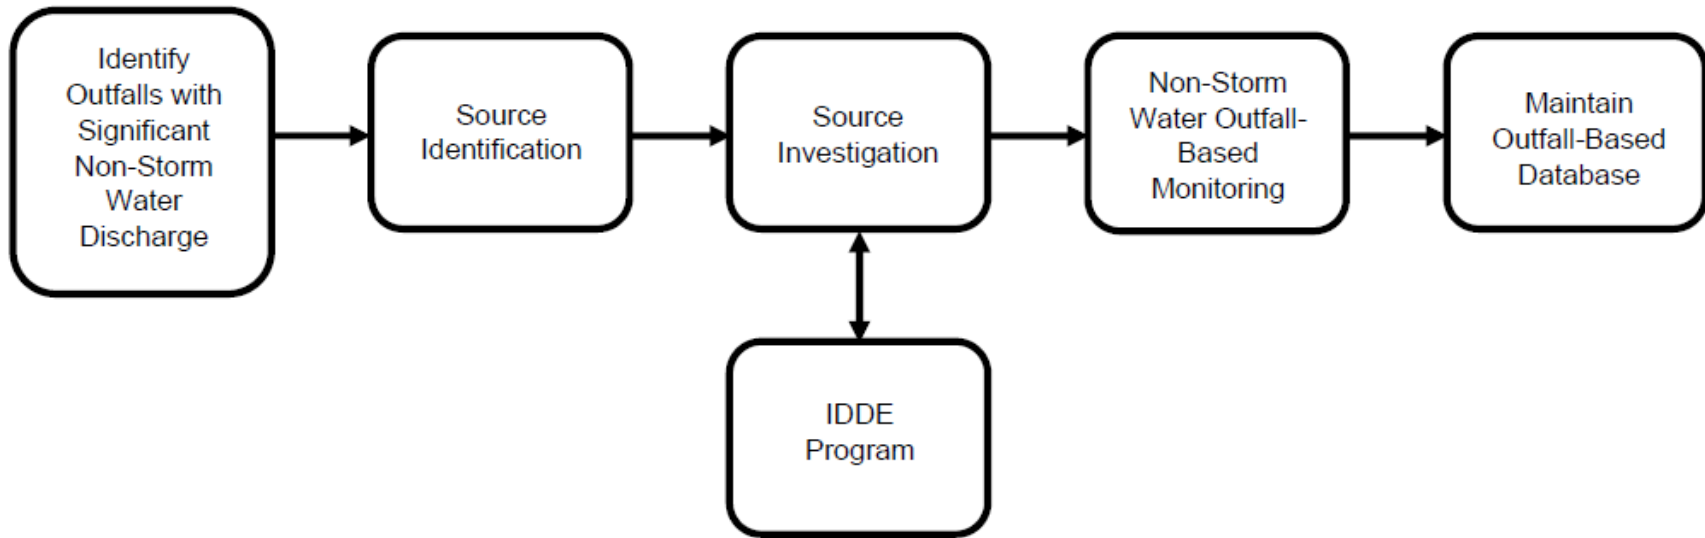 Identify
Outfalls with
Significant
Non-Storm
Water
Discharge
Source
Identification
Source
Investigation
Non-Storm
Water Outfall-
Based
Monitoring
Maintain
Outfall-Based
Database
IDDE
Program